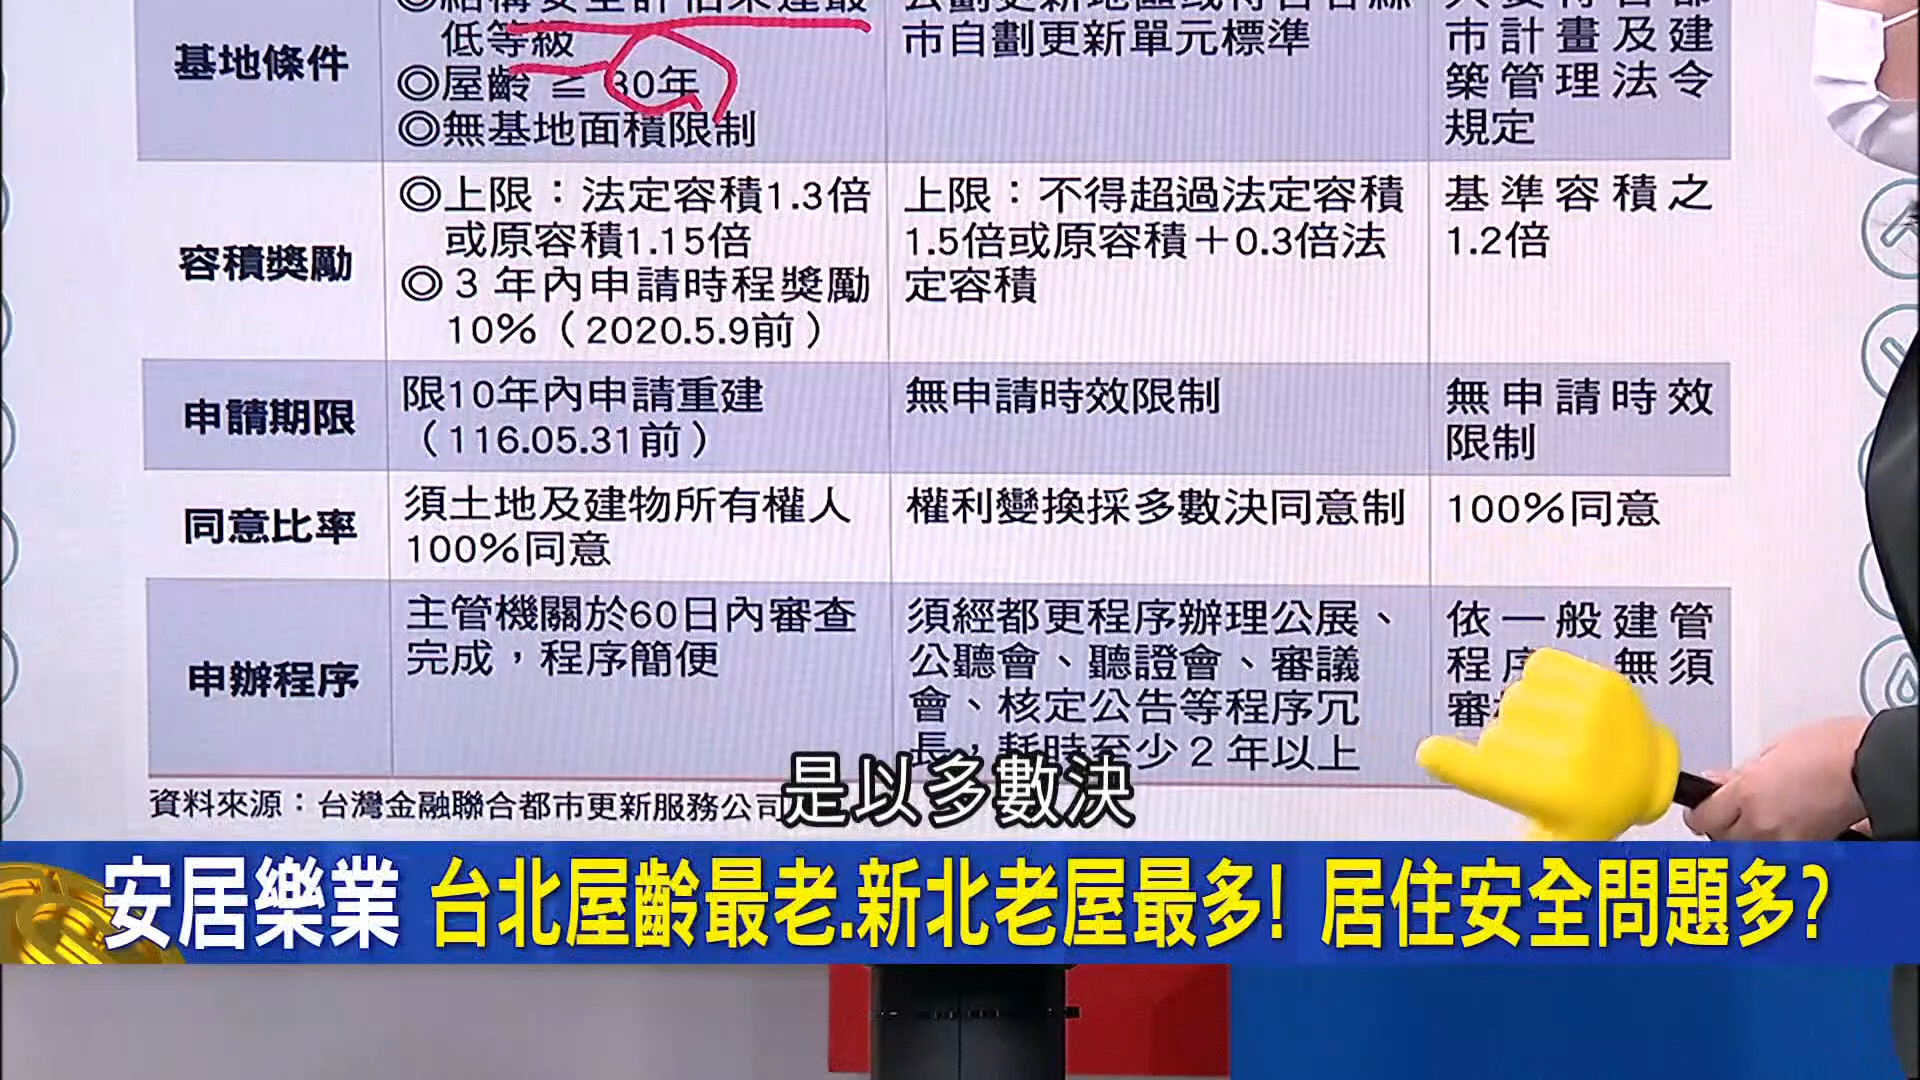 基地條件
低等級
◎屋齡≦30年
◎無基地面積限制
市自劃更新單元標準
市計畫及建
築管理法令
規定
容積獎勵
◎上限：法定容積1.3倍
或原容積1.15倍
◎3年內申請時程獎勵
10%（2020.5.9前）
上限：不得超過法定容積
1.5倍或原容積＋0.3倍法
定容積
基準容積之
1.2倍
申請期限
限10年內申請重建
（116.05.31前）
無申請時效限制
無申請時效
限制
同意比率
須土地及建物所有權人
100%同意
權利變換採多數決同意制
100%同意
申辦程序
主管機關於60日內審查
完成，程序簡便
須經都更程序辦理公展、
公聽會、聽證會、審議
會、核定公告等程序冗
長，耗時至少2年以上
依一般建管
程序 無須
審
資料來源：台灣金融聯合都市更新服務公司
是以多數決
安居樂業 台北屋齡最老.新北老屋最多! 居住安全問題多?